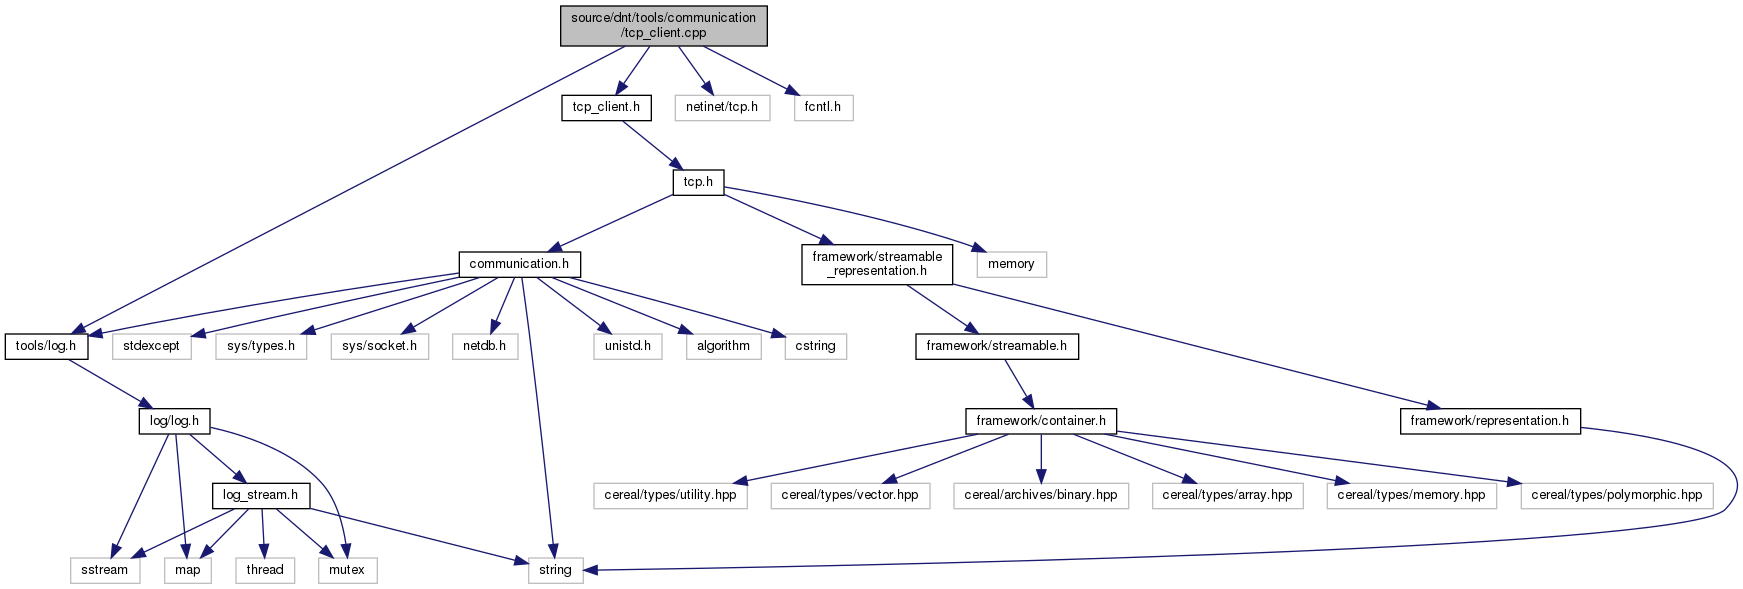 source/dnt/tools/communication
/tcp_client.cpp
tcp_client.h
netinet/tcp.h
fcntl.h
tcp.h
communication.h
framework/streamable
_representation.h
memory
tools/log.h
stdexcept
sys/types.h
sys/socket.h
netdb.h
unistd.h
algorithm
cstring
framework/streamable.h
log/log.h
framework/container.h
framework/representation.h
log_stream.h
cereal/types/utility.hpp
cereal/types/vector.hpp
cereal/archives/binary.hpp
cereal/types/array.hpp
cereal/types/memory.hpp
cereal/types/polymorphic.hpp
sstream
map
thread
mutex
string